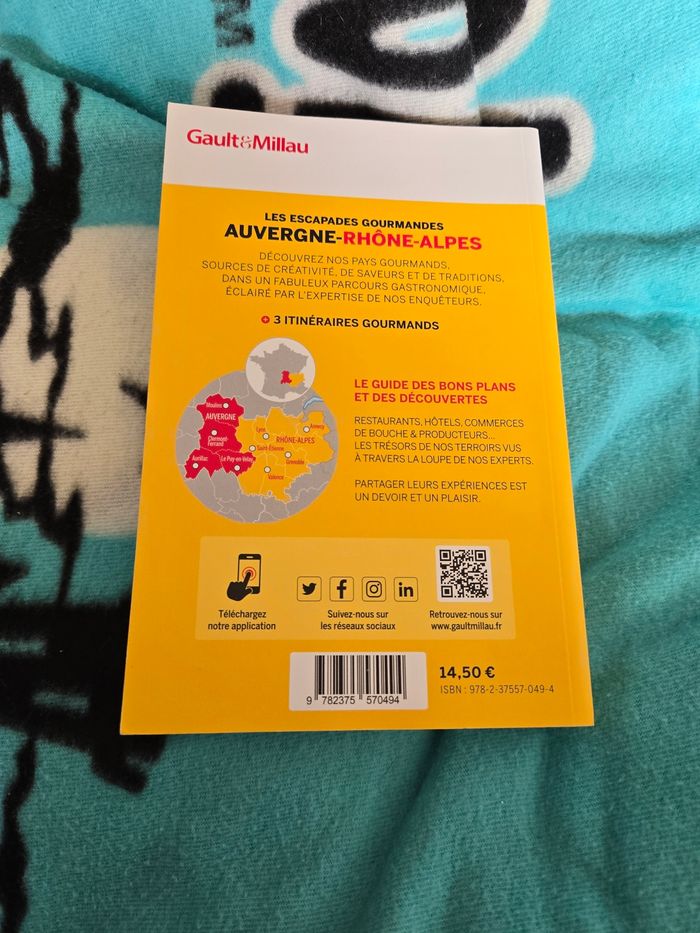 M
Gault&Millau
LES ESCAPADES GOURMANDES
AUVERGNE-RHÔNE-ALPES
DÉCOUVREZ NOS PAYS GOURMANDS,
SOURCES DE CRÉATIVITÉ, DE SAVEURS ET DE TRADITIONS,
DANS UN FABULEUX PARCOURS GASTRONOMIQUE,
ÉCLAIRÉ PAR L'EXPERTISE DE NOS ENQUÊTEURS.
+ 3 ITINÉRAIRES GOURMANDS
Moulins
AUVERGNE
Clermont-
Ferrand
Aurillac
Le Puy-en-Velay
Lyon
Annecy
RHÔNE-ALPES
Saint-Étienne
Grenoble
Valence
LE GUIDE DES BONS PLANS
ET DES DÉCOUVERTES
RESTAURANTS, HÔTELS, COMMERCES
DE BOUCHE & PRODUCTEURS...
LES TRÉSORS DE NOS TERROIRS VUS
À TRAVERS LA LOUPE DE NOS EXPERTS.
PARTAGER LEURS EXPÉRIENCES EST
UN DEVOIR ET UN PLAISIR.
Téléchargez
notre application
Suivez-nous sur
les réseaux sociaux
Retrouvez-nous sur
www.gaultmillau.fr
9 782375 570494
14,50 €
ISBN : 978-2-37557-049-4